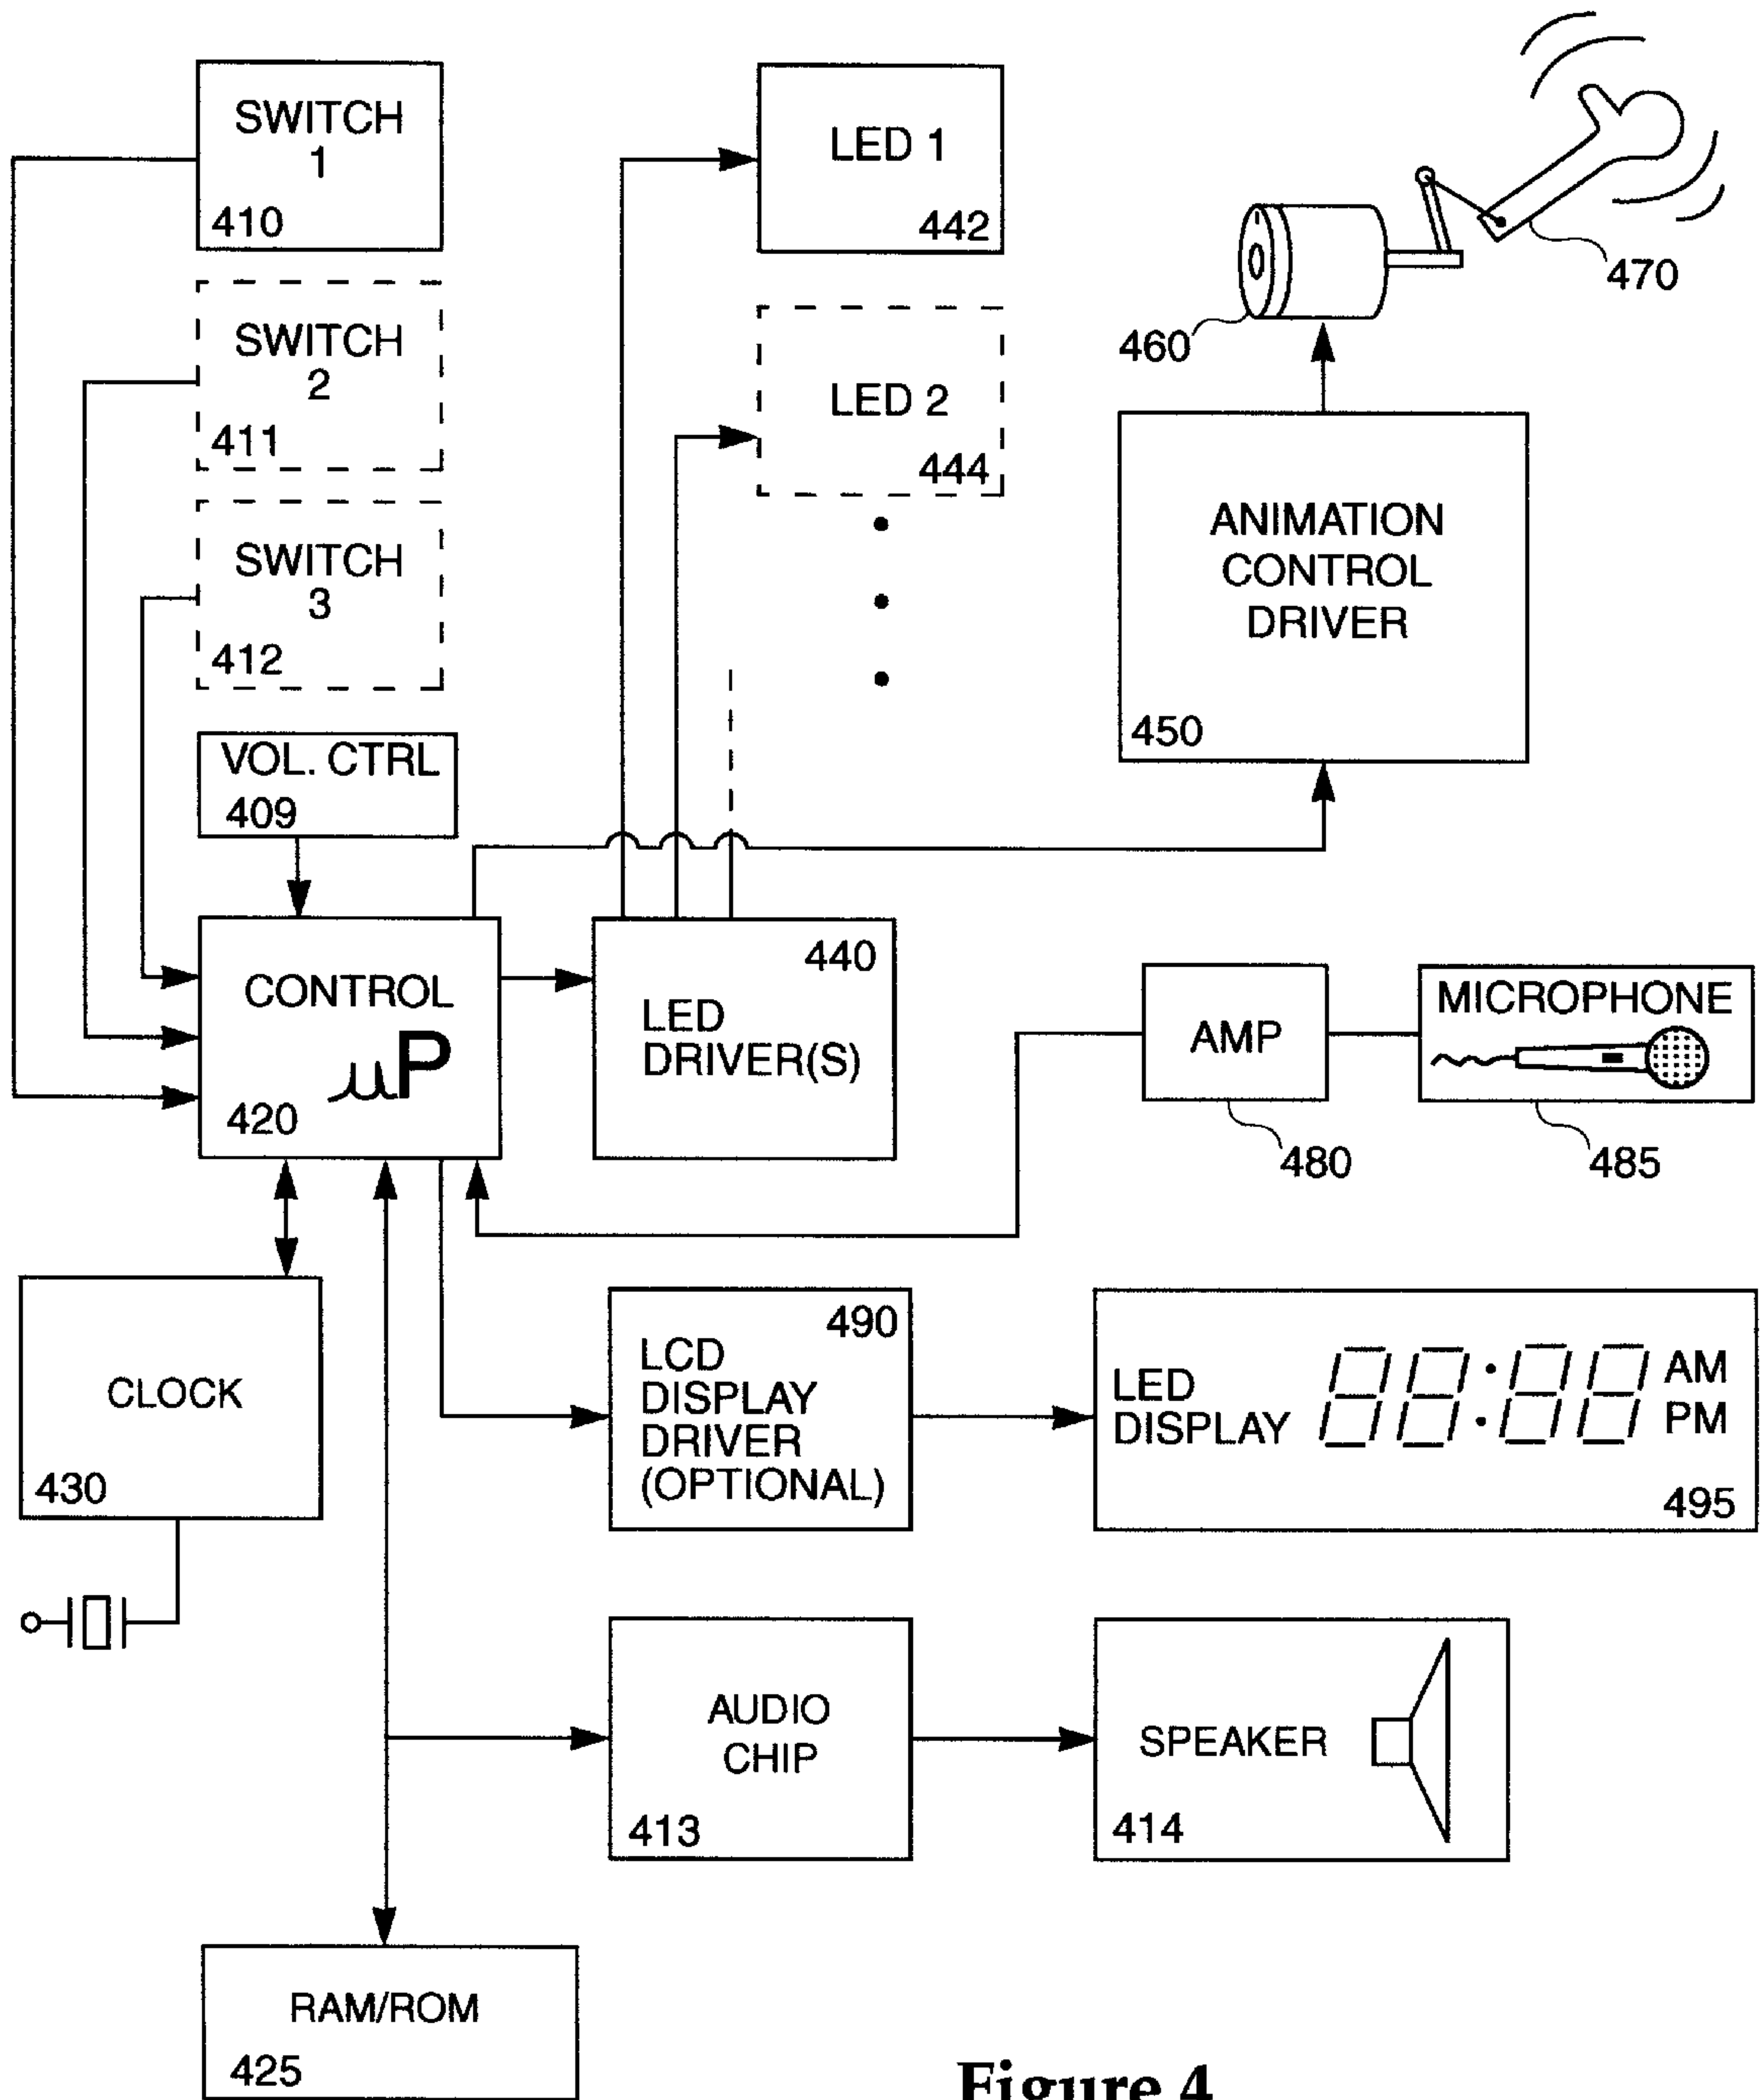 SWITCH
1
410
LED 1
442
470
SWITCH
2
411
460
LED 2
444
SWITCH
3
412
ANIMATION
CONTROL
DRIVER
450
VOL. CTRL
409
CONTROL
µP
420
440
LED
DRIVER(S)
AMP
480
MICROPHONE
485
CLOCK
430
490
LCD
DISPLAY
DRIVER
(OPTIONAL)
LED
DISPLAY
88:88
AM
PM
495
AUDIO
CHIP
413
SPEAKER
414
RAM/ROM
425
Figure 4